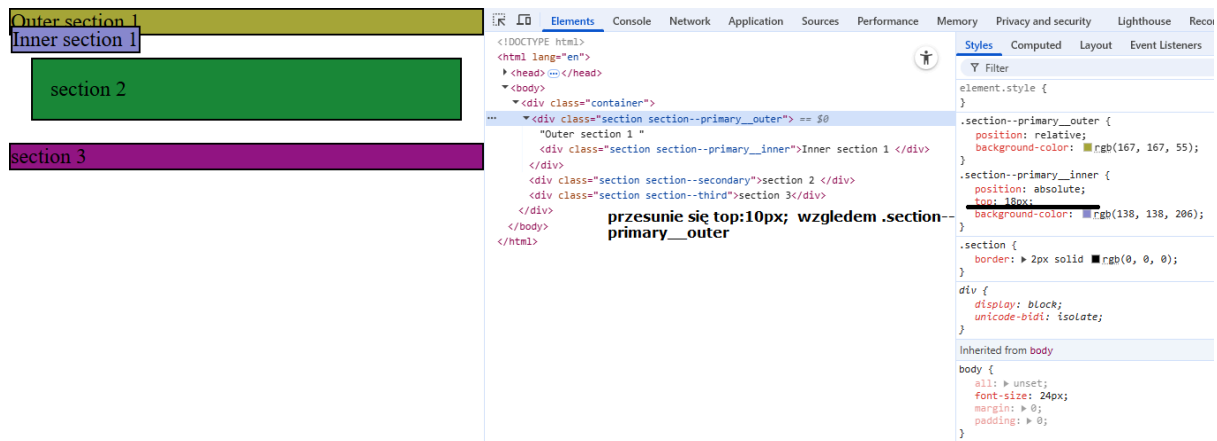 Outer section 1
Inner section 1
section 2
section 3
Elements Console Network Application Sources Performance Memory Privacy and security Lighthouse Recor
<!DOCTYPE html>
<html lang="en">
<head> ⋯ </head>
<body>
<div class="container">
⋯ <div class="section section--primary__outer"> == $0
"Outer section 1 "
<div class="section section--primary__inner">Inner section 1 </div>
</div>
<div class="section section--secondary">section 2 </div>
<div class="section section--third">section 3</div>
</div>
</body>
</html>
przesunie się top:10px; wzgledem .section--
primary__outer
Styles Computed Layout Event Listeners
Filter
element.style {
}
.section--primary__outer {
position: relative;
background-color: rgb(167, 167, 55);
}
.section--primary__inner {
position: absolute;
top: 18px;
background-color: rgb(138, 138, 206);
}
.section {
border: 2px solid rgb(0, 0, 0);
}
div {
display: block;
unicode-bidi: isolate;
}
Inherited from body
body {
all: unset;
font-size: 24px;
margin: 0;
padding: 0;
}